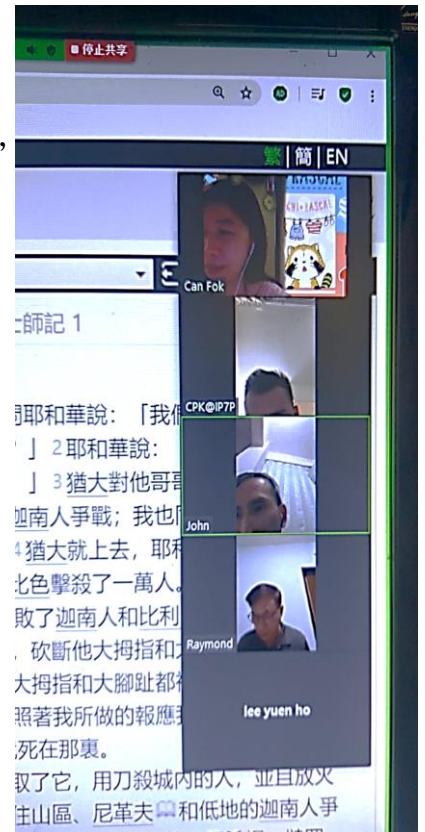 ,
停止共享
繁 | 簡 | EN
Can Fok
士師記 1
CPK@IP7P
耶和華說：「我
」 2 耶和華說：
」 3 猶大對他哥
迦南人爭戰；我也
John
4 猶大就上去，耶
比色擊殺了一萬人。
敗了迦南人和比利
，砍斷他大拇指和
Raymond
大拇指和大腳趾都
照著我所做的報應
lee yuen ho
死在那裏。
取了它，用刀殺城內的人，並且放火
住山區、尼革夫和低地的迦南人爭